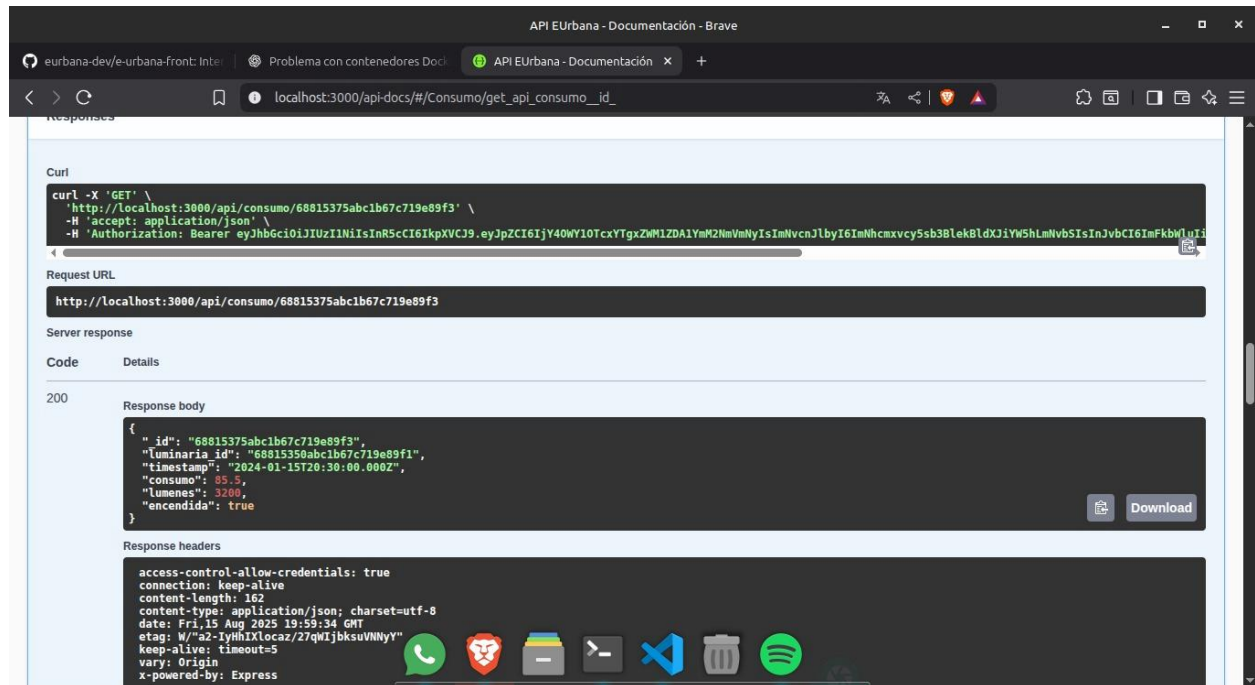 API EUrbana - Documentación - Brave
eurbana-dev/e-urbana-front: Inte
Problema con contenedores Dock
API EUrbana - Documentación
localhost:3000/api-docs/#/Consumo/get_api_consumo__id_
Responses
Curl
curl -X 'GET' \
'http://localhost:3000/api/consumo/68815375abc1b67c719e89f3' \
-H 'accept: application/json' \
-H 'Authorization: Bearer
Request URL
http://localhost:3000/api/consumo/68815375abc1b67c719e89f3
Server response
Code Details
200
Response body
{
"_id": "68815375abc1b67c719e89f3",
"luminaria_id": "68815350abc1b67c719e89f1",
"timestamp": "2024-01-15T20:30:00.000Z",
"consumo": 85.5,
"lumenes": 3200,
"encendida": true
}
Download
Response headers
access-control-allow-credentials: true
connection: keep-alive
content-length: 162
content-type: application/json; charset=utf-8
date: Fri,15 Aug 2025 19:59:34 GMT
etag: W/"a2-IyHhIXlocaz/27qWIjbksuVNNyY"
keep-alive: timeout=5
vary: Origin
x-powered-by: Express